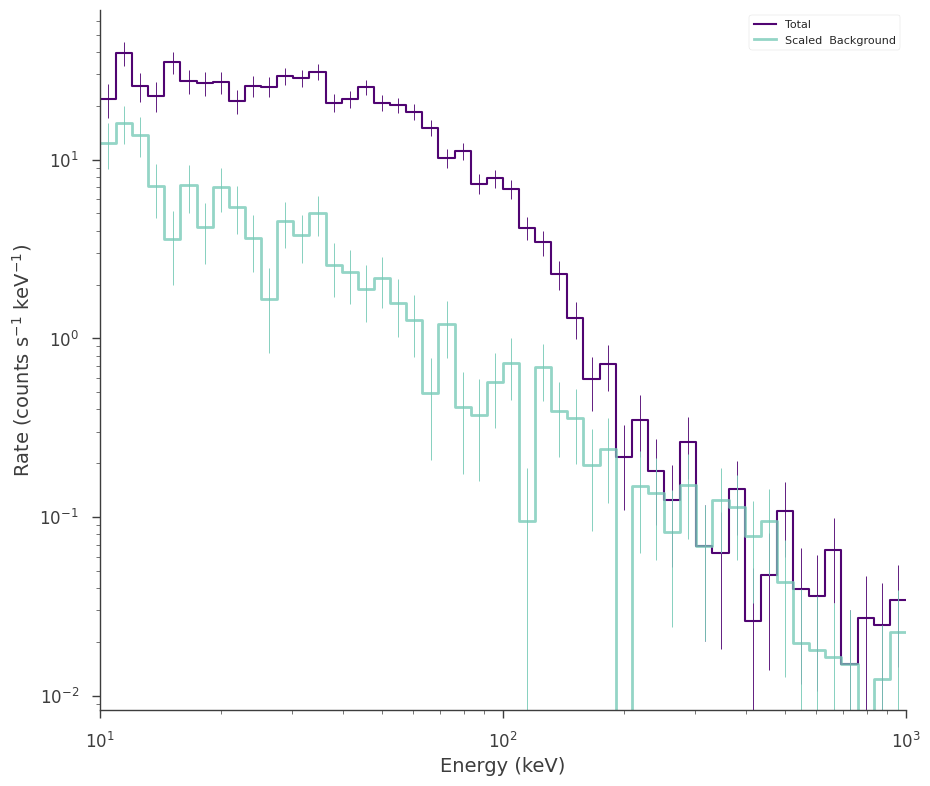 Total
Scaled  Background
Rate (counts s⁻¹ keV⁻¹)
10¹
10⁰
10⁻¹
10⁻²
10¹
10²
10³
Energy (keV)